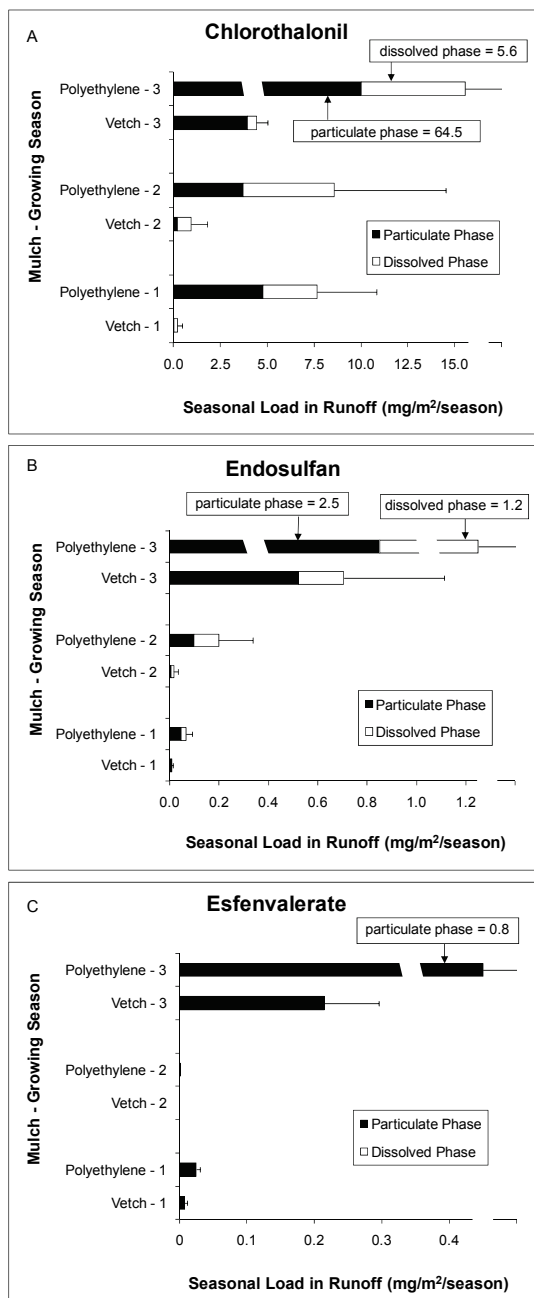 A
Chlorothalonil
dissolved phase = 5.6
Polyethylene - 3
Vetch - 3
particulate phase = 64.5
Polyethylene - 2
Vetch - 2
Particulate Phase
Dissolved Phase
Polyethylene - 1
Vetch - 1
Mulch - Growing Season
0.0 2.5 5.0 7.5 10.0 12.5 15.0
Seasonal Load in Runoff (mg/m²/season)
B
Endosulfan
particulate phase = 2.5
dissolved phase = 1.2
Polyethylene - 3
Vetch - 3
Polyethylene - 2
Vetch - 2
Particulate Phase
Dissolved Phase
Polyethylene - 1
Vetch - 1
Mulch - Growing Season
0.0 0.2 0.4 0.6 0.8 1.0 1.2
Seasonal Load in Runoff (mg/m²/season)
C
Esfenvalerate
particulate phase = 0.8
Polyethylene - 3
Vetch - 3
Polyethylene - 2
Vetch - 2
Particulate Phase
Dissolved Phase
Polyethylene - 1
Vetch - 1
Mulch - Growing Season
0 0.1 0.2 0.3 0.4
Seasonal Load in Runoff (mg/m²/season)